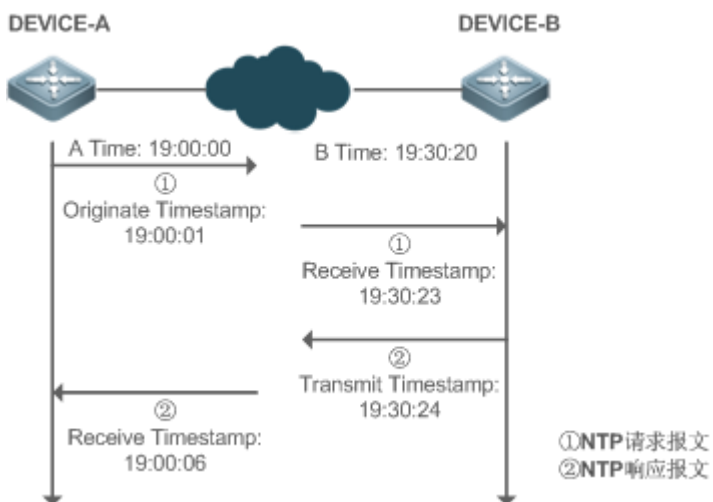 DEVICE-A
DEVICE-B
A Time: 19:00:00
B Time: 19:30:20
①
Originate Timestamp:
19:00:01
①
Receive Timestamp:
19:30:23
②
Transmit Timestamp:
19:30:24
②
Receive Timestamp:
19:00:06
①NTP请求报文
②NTP响应报文